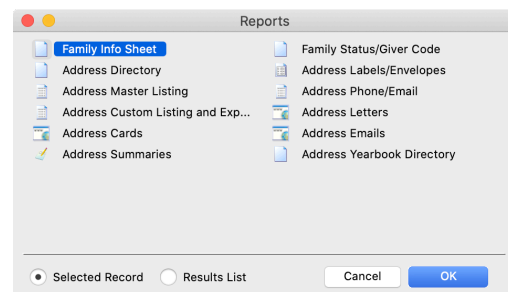 Reports
Family Info Sheet
Address Directory
Address Master Listing
Address Custom Listing and Exp...
Address Cards
Address Summaries
Family Status/Giver Code
Address Labels/Envelopes
Address Phone/Email
Address Letters
Address Emails
Address Yearbook Directory
Selected Record Results List Cancel OK